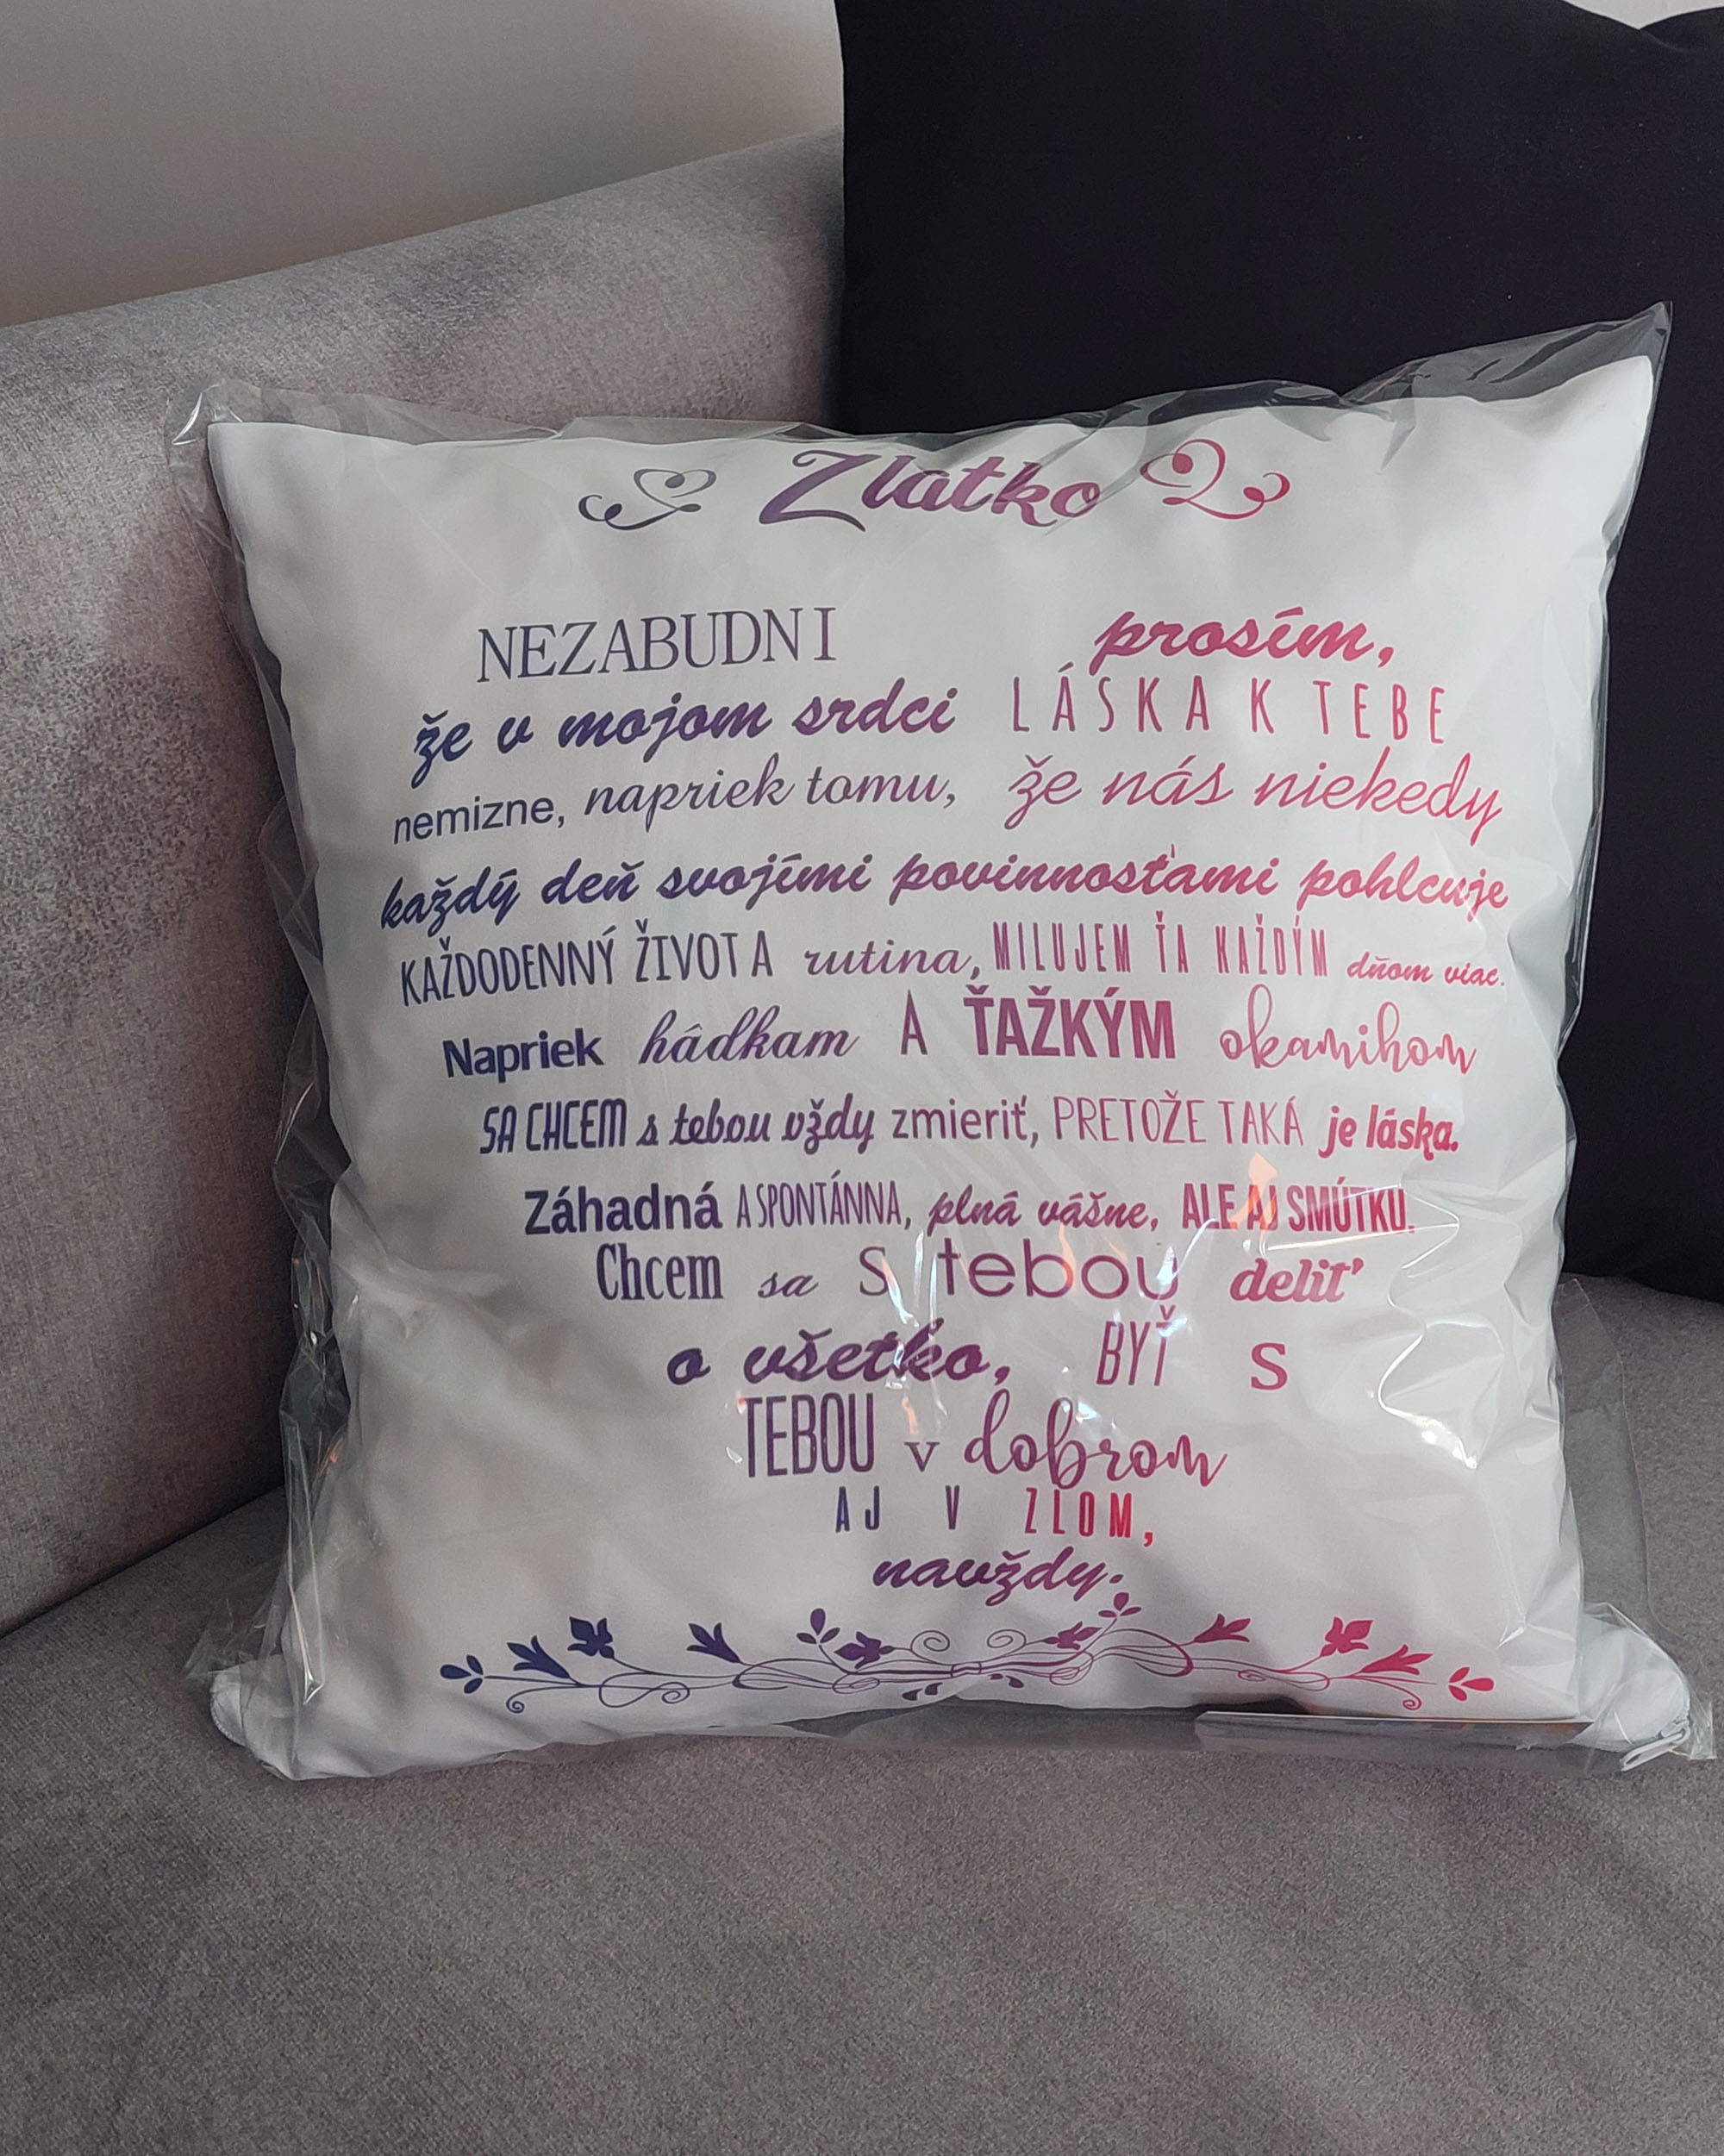 Zlatko
NEZABUDNI prosím,
že v mojom srdci LÁSKA K TEBE
nemizne, napriek tomu, že nás niekedy
každý deň svojími povinnosťami pohlcuje
KAŽDODENNÝ ŽIVOT A rutina, MILUJEM ŤA KAŽDÝM dňom viac.
Napriek hádkam A ŤAŽKÝM okamihom
SA CHCEM s tebou vždy zmieriť, PRETOŽE TAKÁ je láska.
Záhadná A SPONTÁNNA, plná vášne, ALE AJ SMÚTKU.
Chcem sa S tebou deliť
o všetko, BYŤ S
TEBOU v dobrom
AJ V ZLOM,
navždy.